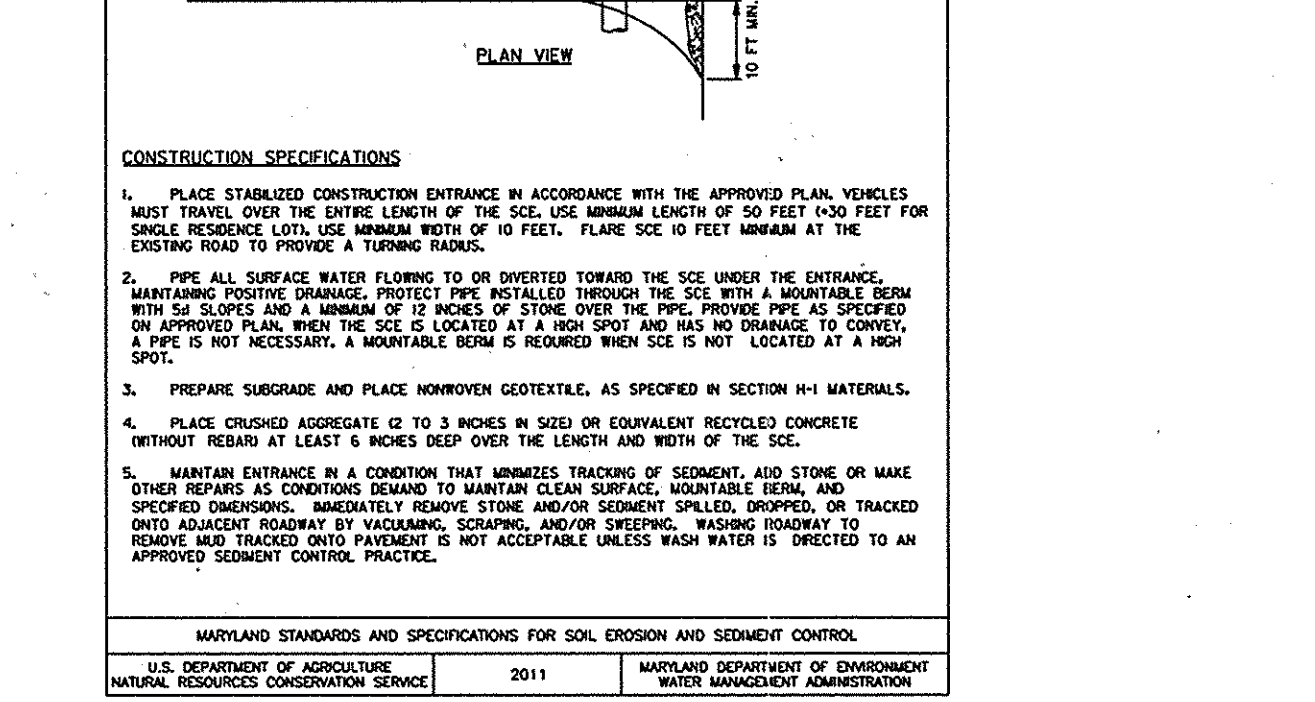 PLAN VIEW
10 FT MIN.
CONSTRUCTION SPECIFICATIONS
1. PLACE STABILIZED CONSTRUCTION ENTRANCE IN ACCORDANCE WITH THE APPROVED PLAN. VEHICLES
MUST TRAVEL OVER THE ENTIRE LENGTH OF THE SCE. USE MINIMUM LENGTH OF 50 FEET (*30 FEET FOR
SINGLE RESIDENCE LOT). USE MINIMUM WIDTH OF 10 FEET. FLARE SCE 10 FEET MINIMUM AT THE
EXISTING ROAD TO PROVIDE A TURNING RADIUS.
2. PIPE ALL SURFACE WATER FLOWING TO OR DIVERTED TOWARD THE SCE UNDER THE ENTRANCE,
MAINTAINING POSITIVE DRAINAGE. PROTECT PIPE INSTALLED THROUGH THE SCE WITH A MOUNTABLE BERM
WITH 5:1 SLOPES AND A MINIMUM OF 12 INCHES OF STONE OVER THE PIPE. PROVIDE PIPE AS SPECIFIED
ON APPROVED PLAN. WHEN THE SCE IS LOCATED AT A HIGH SPOT AND HAS NO DRAINAGE TO CONVEY,
A PIPE IS NOT NECESSARY. A MOUNTABLE BERM IS REQUIRED WHEN SCE IS NOT LOCATED AT A HIGH
SPOT.
3. PREPARE SUBGRADE AND PLACE NONWOVEN GEOTEXTILE, AS SPECIFIED IN SECTION H-1 MATERIALS.
4. PLACE CRUSHED AGGREGATE (2 TO 3 INCHES IN SIZE) OR EQUIVALENT RECYCLED CONCRETE
(WITHOUT REBAR) AT LEAST 6 INCHES DEEP OVER THE LENGTH AND WIDTH OF THE SCE.
5. MAINTAIN ENTRANCE IN A CONDITION THAT MINIMIZES TRACKING OF SEDIMENT. ADD STONE OR MAKE
OTHER REPAIRS AS CONDITIONS DEMAND TO MAINTAIN CLEAN SURFACE, MOUNTABLE BERM, AND
SPECIFIED DIMENSIONS. IMMEDIATELY REMOVE STONE AND/OR SEDIMENT SPILLED, DROPPED, OR TRACKED
ONTO ADJACENT ROADWAY BY VACUUMING, SCRAPING, AND/OR SWEEPING. WASHING ROADWAY TO
REMOVE MUD TRACKED ONTO PAVEMENT IS NOT ACCEPTABLE UNLESS WASH WATER IS DIRECTED TO AN
APPROVED SEDIMENT CONTROL PRACTICE.
MARYLAND STANDARDS AND SPECIFICATIONS FOR SOIL EROSION AND SEDIMENT CONTROL
U.S. DEPARTMENT OF AGRICULTURE
NATURAL RESOURCES CONSERVATION SERVICE
2011
MARYLAND DEPARTMENT OF ENVIRONMENT
WATER MANAGEMENT ADMINISTRATION